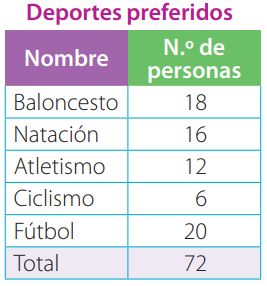 Deportes preferidos
Nombre N.º de personas
Baloncesto 18
Natación 16
Atletismo 12
Ciclismo 6
Fútbol 20
Total 72